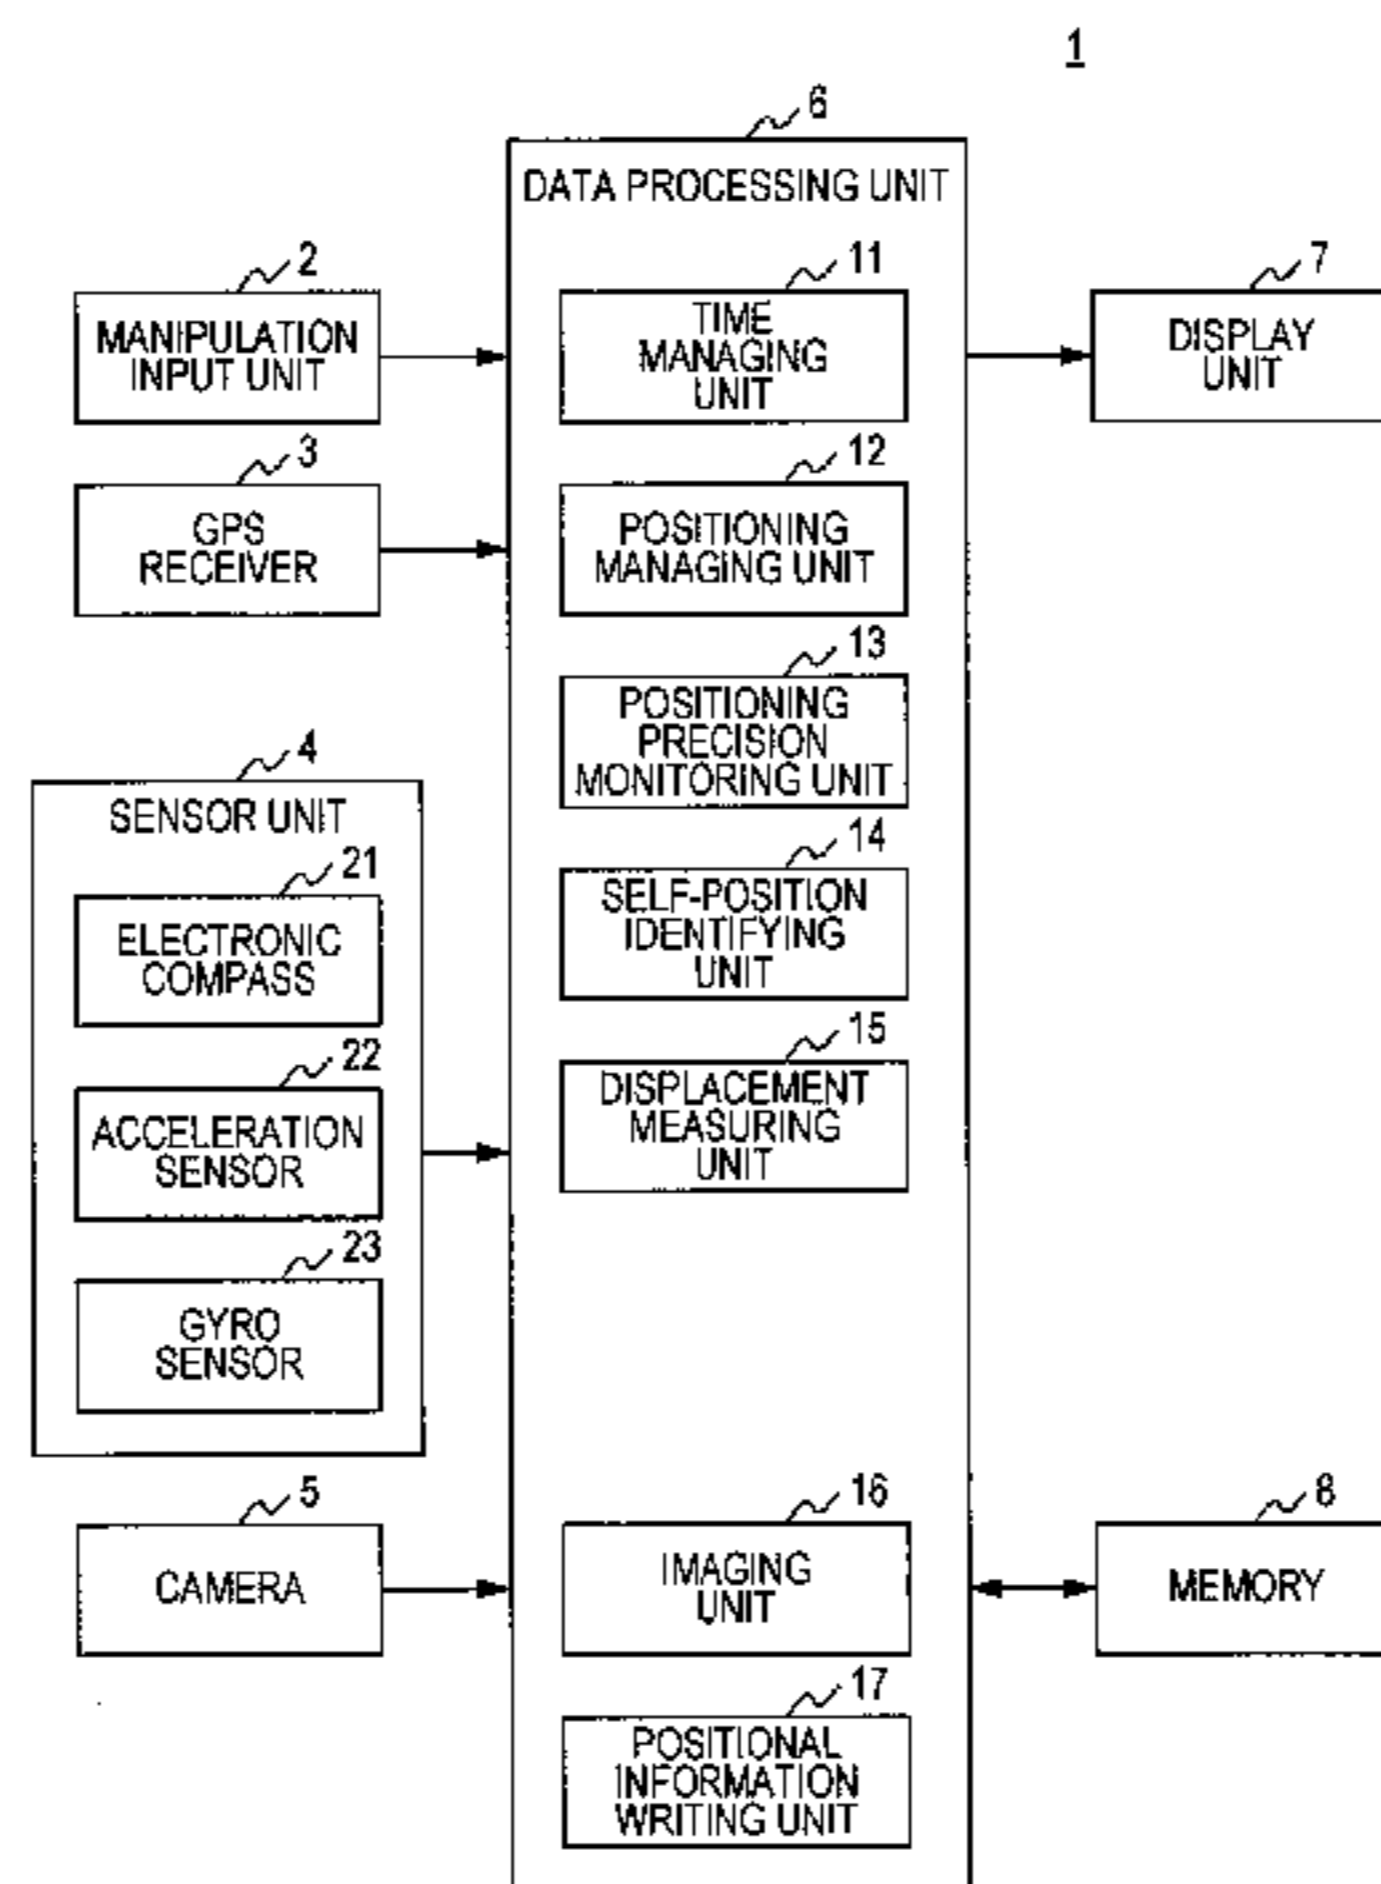 1
6
DATA PROCESSING UNIT
2
MANIPULATION
INPUT UNIT
3
GPS
RECEIVER
4
SENSOR UNIT
21
ELECTRONIC
COMPASS
22
ACCELERATION
SENSOR
23
GYRO
SENSOR
5
CAMERA
11
TIME
MANAGING
UNIT
12
POSITIONING
MANAGING UNIT
13
POSITIONING
PRECISION
MONITORING UNIT
14
SELF-POSITION
IDENTIFYING
UNIT
15
DISPLACEMENT
MEASURING
UNIT
16
IMAGING
UNIT
17
POSITIONAL
INFORMATION
WRITING UNIT
7
DISPLAY
UNIT
8
MEMORY